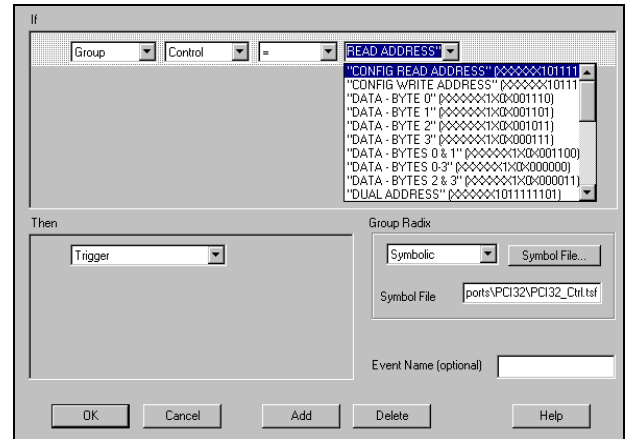 If
Group Control = READ ADDRESS"
"CONFIG READ ADDRESS" (XXXXXX101111
"CONFIG WRITE ADDRESS" (XXXXXX10111
"DATA - BYTE 0" (XXXXXX1X0X001110)
"DATA - BYTE 1" (XXXXXX1X0X001101)
"DATA - BYTE 2" (XXXXXX1X0X001011)
"DATA - BYTE 3" (XXXXXX1X0X000111)
"DATA - BYTES 0 & 1" (XXXXXX1X0X001100)
"DATA - BYTES 0-3" (XXXXXX1X0X000000)
"DATA - BYTES 2 & 3" (XXXXXX1X0X000011)
"DUAL ADDRESS" (XXXXXX1011111101)
Then
Trigger
Group Radix
Symbolic Symbol File...
Symbol File ports\PCI32\PCI32_Ctrl.tsf
Event Name (optional)
OK Cancel Add Delete Help